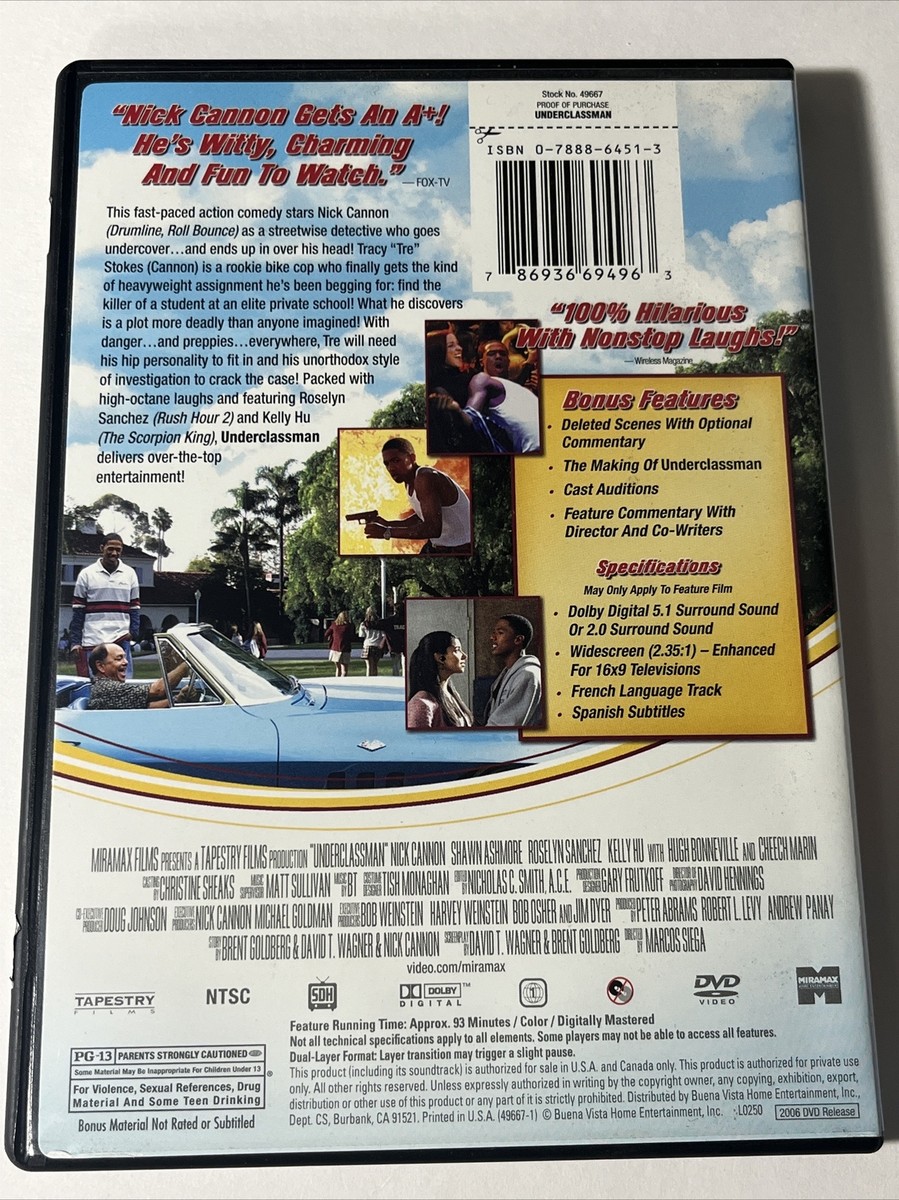 "Nick Cannon Gets An A+!
He's Witty, Charming
And Fun To Watch."
— FOX-TV
This fast-paced action comedy stars Nick Cannon
(Drumline, Roll Bounce) as a streetwise detective who goes
undercover...and ends up in over his head! Tracy "Tre"
Stokes (Cannon) is a rookie bike cop who finally gets the kind
of heavyweight assignment he's been begging for: find the
killer of a student at an elite private school! What he discovers
is a plot more deadly than anyone imagined! With
danger...and preppies...everywhere, Tre will need
his hip personality to fit in and his unorthodox style
of investigation to crack the case! Packed with
high-octane laughs and featuring Roselyn
Sanchez (Rush Hour 2) and Kelly Hu
(The Scorpion King), Underclassman
delivers over-the-top
entertainment!
Stock No. 49667
PROOF OF PURCHASE
UNDERCLASSMAN
ISBN 0-7888-6451-3
7 86936 69496 3
"100% Hilarious
With Nonstop Laughs!"
— Wireless Magazine
Bonus Features
• Deleted Scenes With Optional
Commentary
• The Making Of Underclassman
• Cast Auditions
• Feature Commentary With
Director And Co-Writers
Specifications
May Only Apply To Feature Film
• Dolby Digital 5.1 Surround Sound
Or 2.0 Surround Sound
• Widescreen (2.35:1) – Enhanced
For 16x9 Televisions
• French Language Track
• Spanish Subtitles
MIRAMAX FILMS PRESENTS A TAPESTRY FILMS PRODUCTION "UNDERCLASSMAN" NICK CANNON SHAWN ASHMORE ROSELYN SANCHEZ KELLY HU WITH HUGH BONNEVILLE AND CHEECH MARIN
CASTING BY CHRISTINE SHEAKS MUSIC SUPERVISOR MATT SULLIVAN MUSIC BY BT COSTUME DESIGNER TISH MONAGHAN EDITED BY NICHOLAS C. SMITH, A.C.E. PRODUCTION DESIGNER GARY FRUTKOFF DIRECTOR OF PHOTOGRAPHY DAVID HENNINGS
CO-EXECUTIVE PRODUCER DOUG JOHNSON EXECUTIVE PRODUCERS NICK CANNON MICHAEL GOLDMAN EXECUTIVE PRODUCERS BOB WEINSTEIN HARVEY WEINSTEIN BOB OSHER AND JIM DYER PRODUCED BY PETER ABRAMS ROBERT L. LEVY ANDREW PANAY
STORY BY BRENT GOLDBERG & DAVID T. WAGNER & NICK CANNON SCREENPLAY BY DAVID T. WAGNER & BRENT GOLDBERG DIRECTED BY MARCOS SIEGA
video.com/miramax
TAPESTRY
FILMS
NTSC
SDH
DOLBY
DIGITAL
TM
1
DVD
VIDEO
MIRAMAX
HOME ENTERTAINMENT
M
Feature Running Time: Approx. 93 Minutes / Color / Digitally Mastered
Not all technical specifications apply to all elements. Some players may not be able to access all features.
Dual-Layer Format: Layer transition may trigger a slight pause.
This product (including its soundtrack) is authorized for sale in U.S.A. and Canada only. This product is authorized for private use
only. All other rights reserved. Unless expressly authorized in writing by the copyright owner, any copying, exhibition, export,
distribution or other use of this product or any part of it is strictly prohibited. Distributed by Buena Vista Home Entertainment, Inc.,
Dept. CS, Burbank, CA 91521. Printed in U.S.A. (49667-1) © Buena Vista Home Entertainment, Inc. L0250 2006 DVD Release
PG-13 PARENTS STRONGLY CAUTIONED
Some Material May Be Inappropriate For Children Under 13
®
For Violence, Sexual References, Drug
Material And Some Teen Drinking
Bonus Material Not Rated or Subtitled